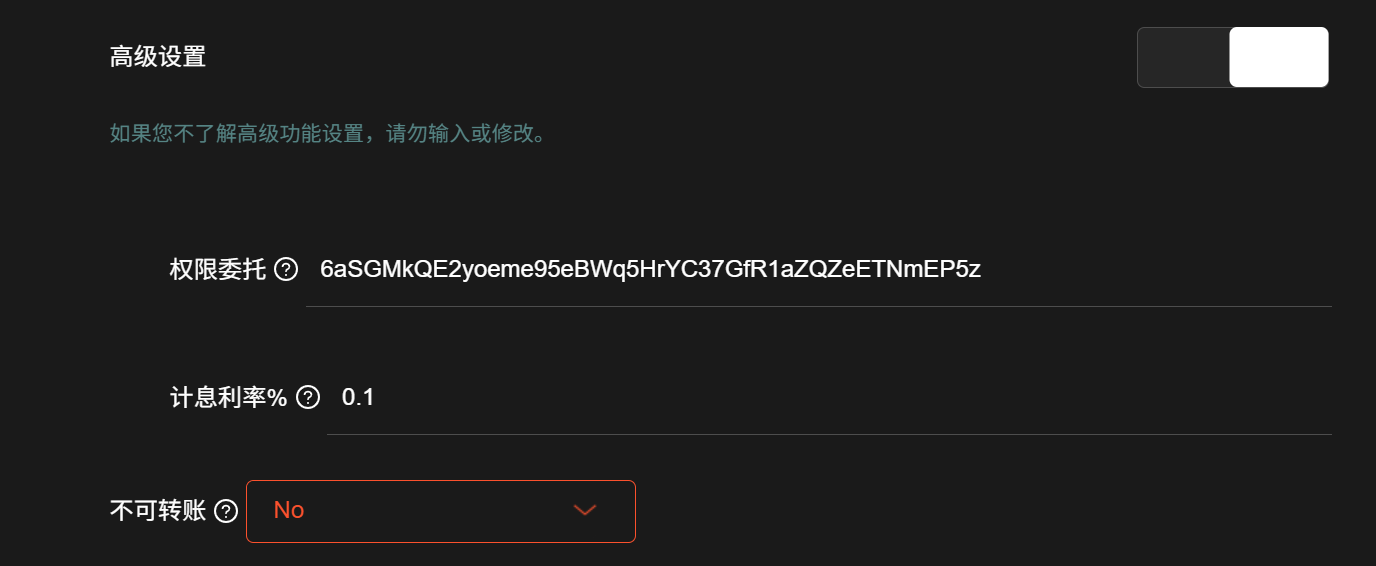 高级设置
如果您不了解高级功能设置，请勿输入或修改。
权限委托 ? 6aSGMkQE2yoeme95eBWq5HrYC37GfR1aZQZeETNmEP5z
计息利率% ? 0.1
不可转账 ? No